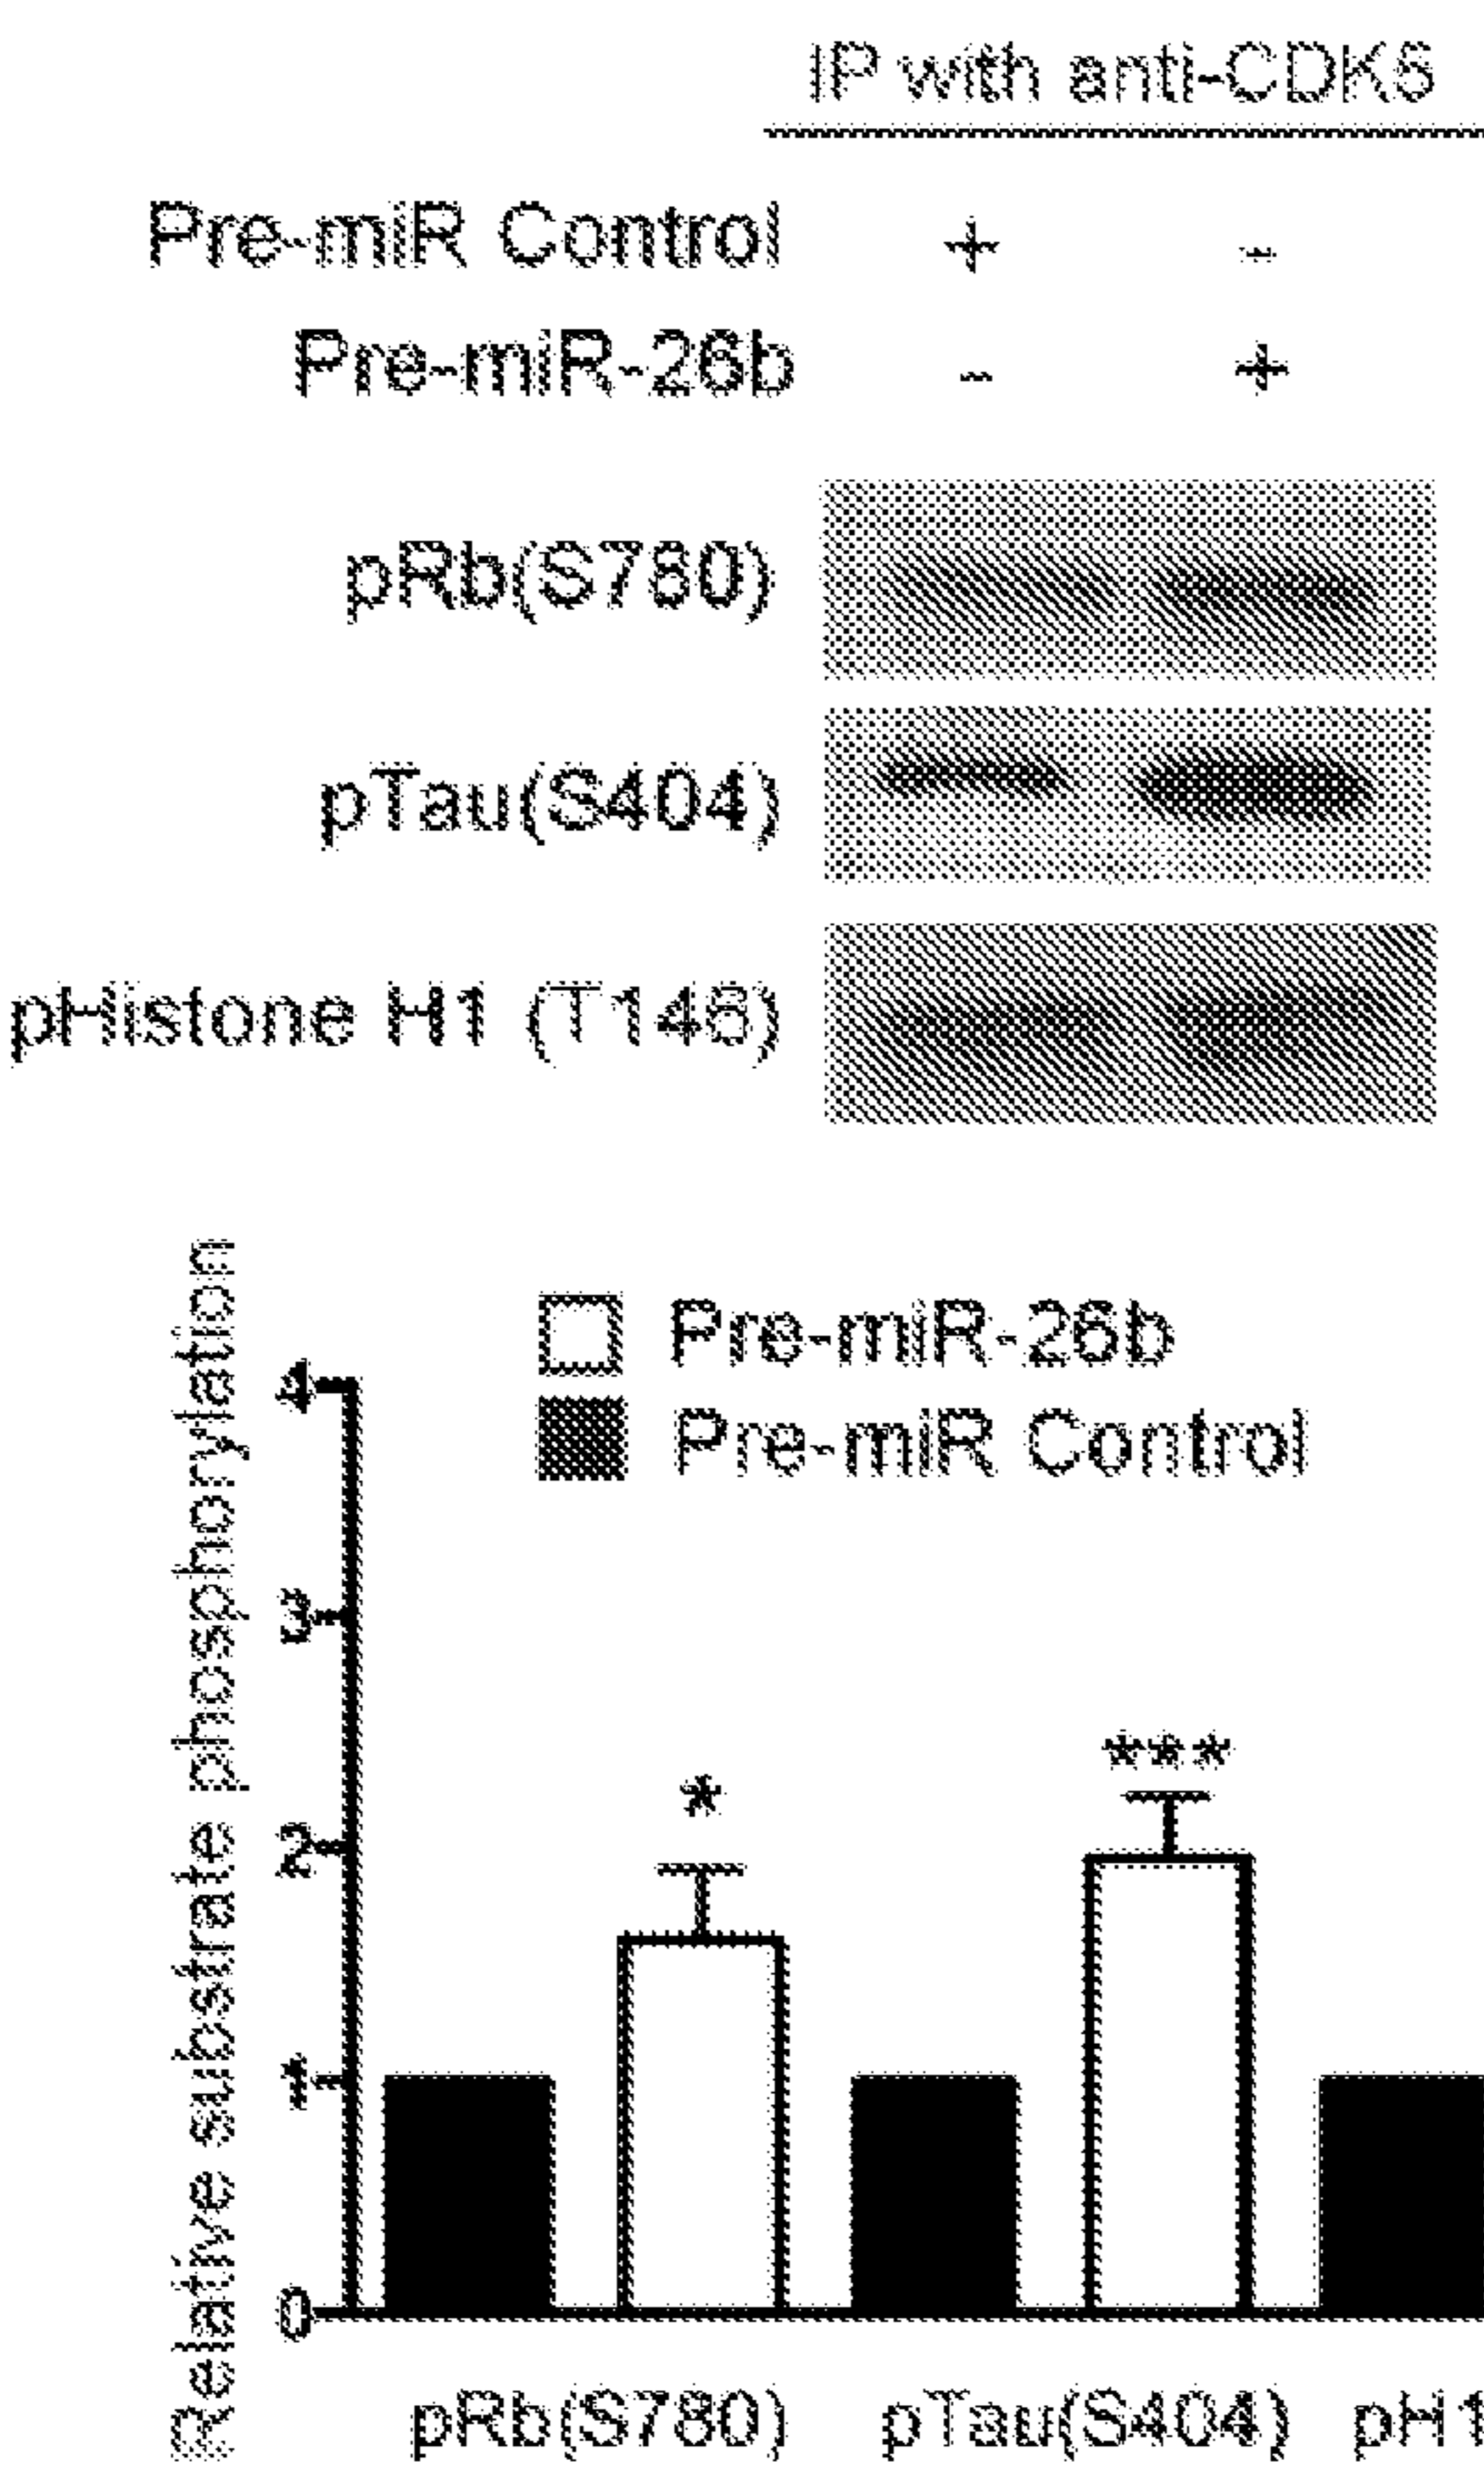 IP with anti-CDK5
Pre-miR Control + -
Pre-miR-26b - +
pRb(S780)
pTau(S404)
pHistone H1 (T146)
Relative substrate phosphorylation
Pre-miR-26b
Pre-miR Control
4
3
2
1
0
*
***
pRb(S780) pTau(S404) pH1